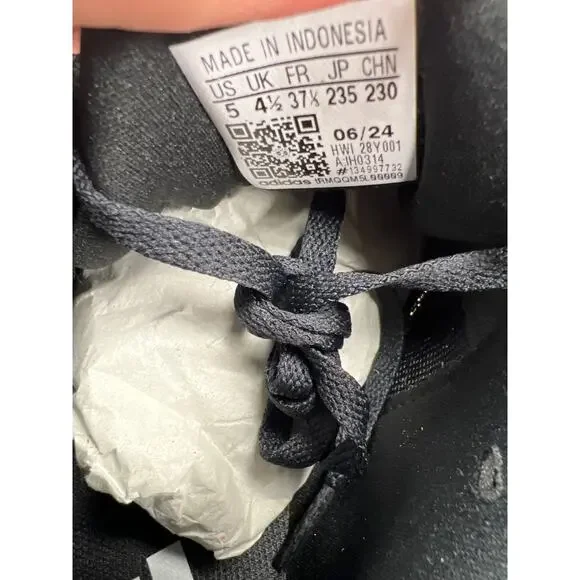 MADE IN INDONESIA
US UK FR JP CHN
5 4½ 37⅓ 235 230
06/24
HWI 28Y001
A:IH0314
#134997732
adidas